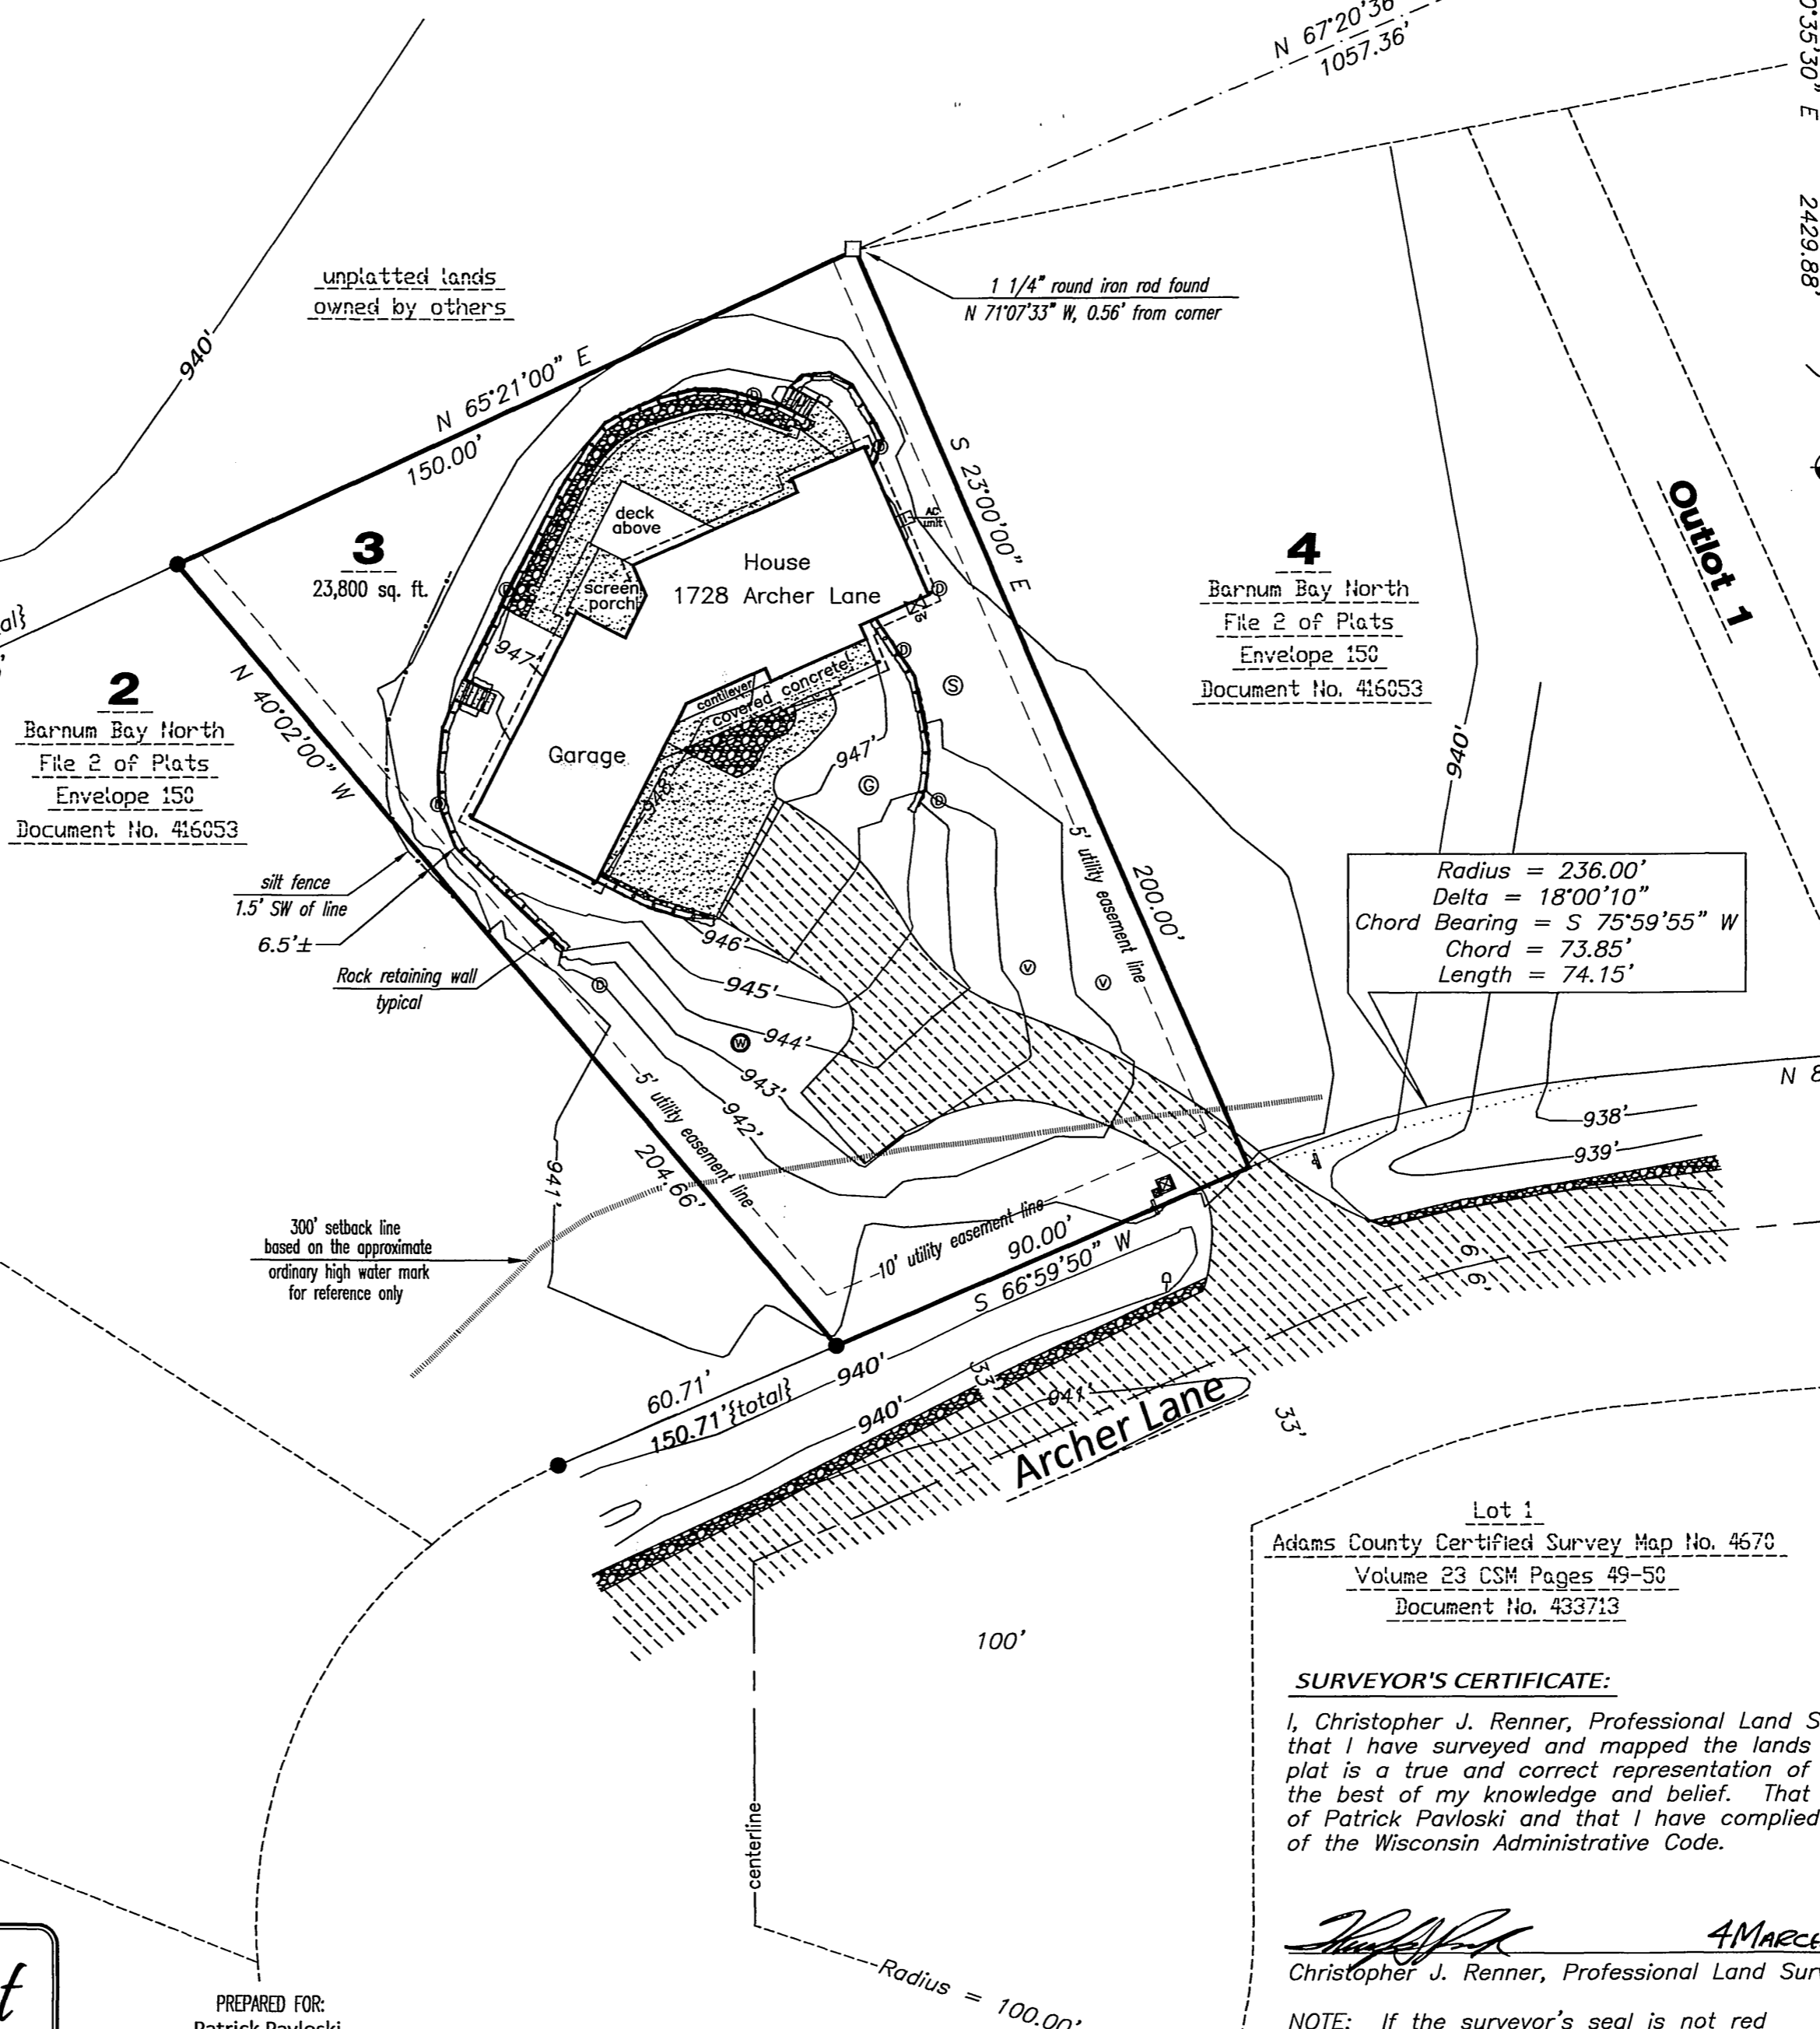 N 67°20'36"
1057.36'
0°35'30" E
2429.88'
unplatted lands
owned by others
940'
1 1/4" round iron rod found
N 71°07'33" W, 0.56' from corner
N 65°21'00" E
150.00'
S 23°00'00" E
200.00'
3
23,800 sq. ft.
deck
above
screen
porch
House
1728 Archer Lane
AC
unit
947'
cantilever
covered concrete
Garage
948'
947'
D
D
D
D
D
D
D
D
S
G
V
V
W
4
Barnum Bay North
File 2 of Plats
Envelope 150
Document No. 416053
Outlot 1
940'
al}
2
Barnum Bay North
File 2 of Plats
Envelope 150
Document No. 416053
N 40°02'00" W
204.66'
silt fence
1.5' SW of line
6.5'±
Rock retaining wall
typical
946'
945'
944'
943'
942'
941'
5' utility easement line
5' utility easement line
10' utility easement line
90.00'
S 66°59'50" W
Radius = 236.00'
Delta = 18°00'10"
Chord Bearing = S 75°59'55" W
Chord = 73.85'
Length = 74.15'
N 8
938'
939'
66'
300' setback line
based on the approximate
ordinary high water mark
for reference only
60.71'
150.71'{total}
940'
940'
33'
941'
Archer Lane
33'
100'
centerline
Radius = 100.00'
Lot 1
Adams County Certified Survey Map No. 4670
Volume 23 CSM Pages 49-50
Document No. 433713
SURVEYOR'S CERTIFICATE:
I, Christopher J. Renner, Professional Land S
that I have surveyed and mapped the lands
plat is a true and correct representation of
the best of my knowledge and belief. That
of Patrick Pavloski and that I have complied
of the Wisconsin Administrative Code.
4 MARCH
Christopher J. Renner, Professional Land Sur
NOTE: If the surveyor's seal is not red
PREPARED FOR:
Patrick Pavloski
t